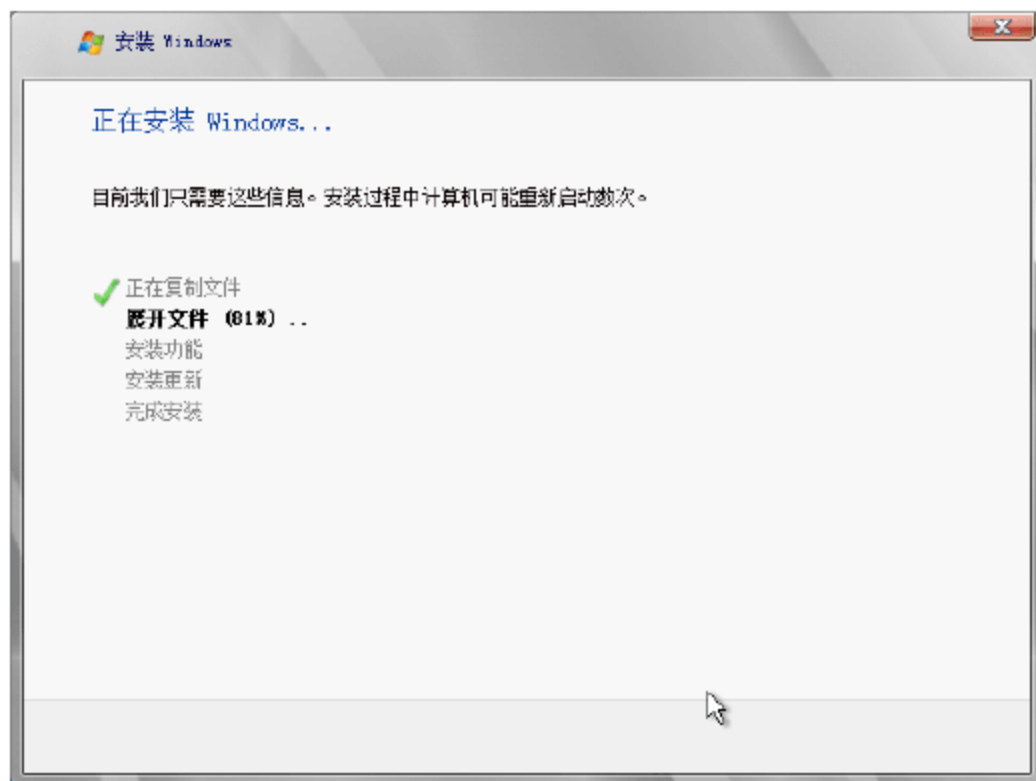 安装 Windows
正在安装 Windows...
目前我们只需要这些信息。安装过程中计算机可能重新启动数次。
正在复制文件
展开文件 (81%) ..
安装功能
安装更新
完成安装